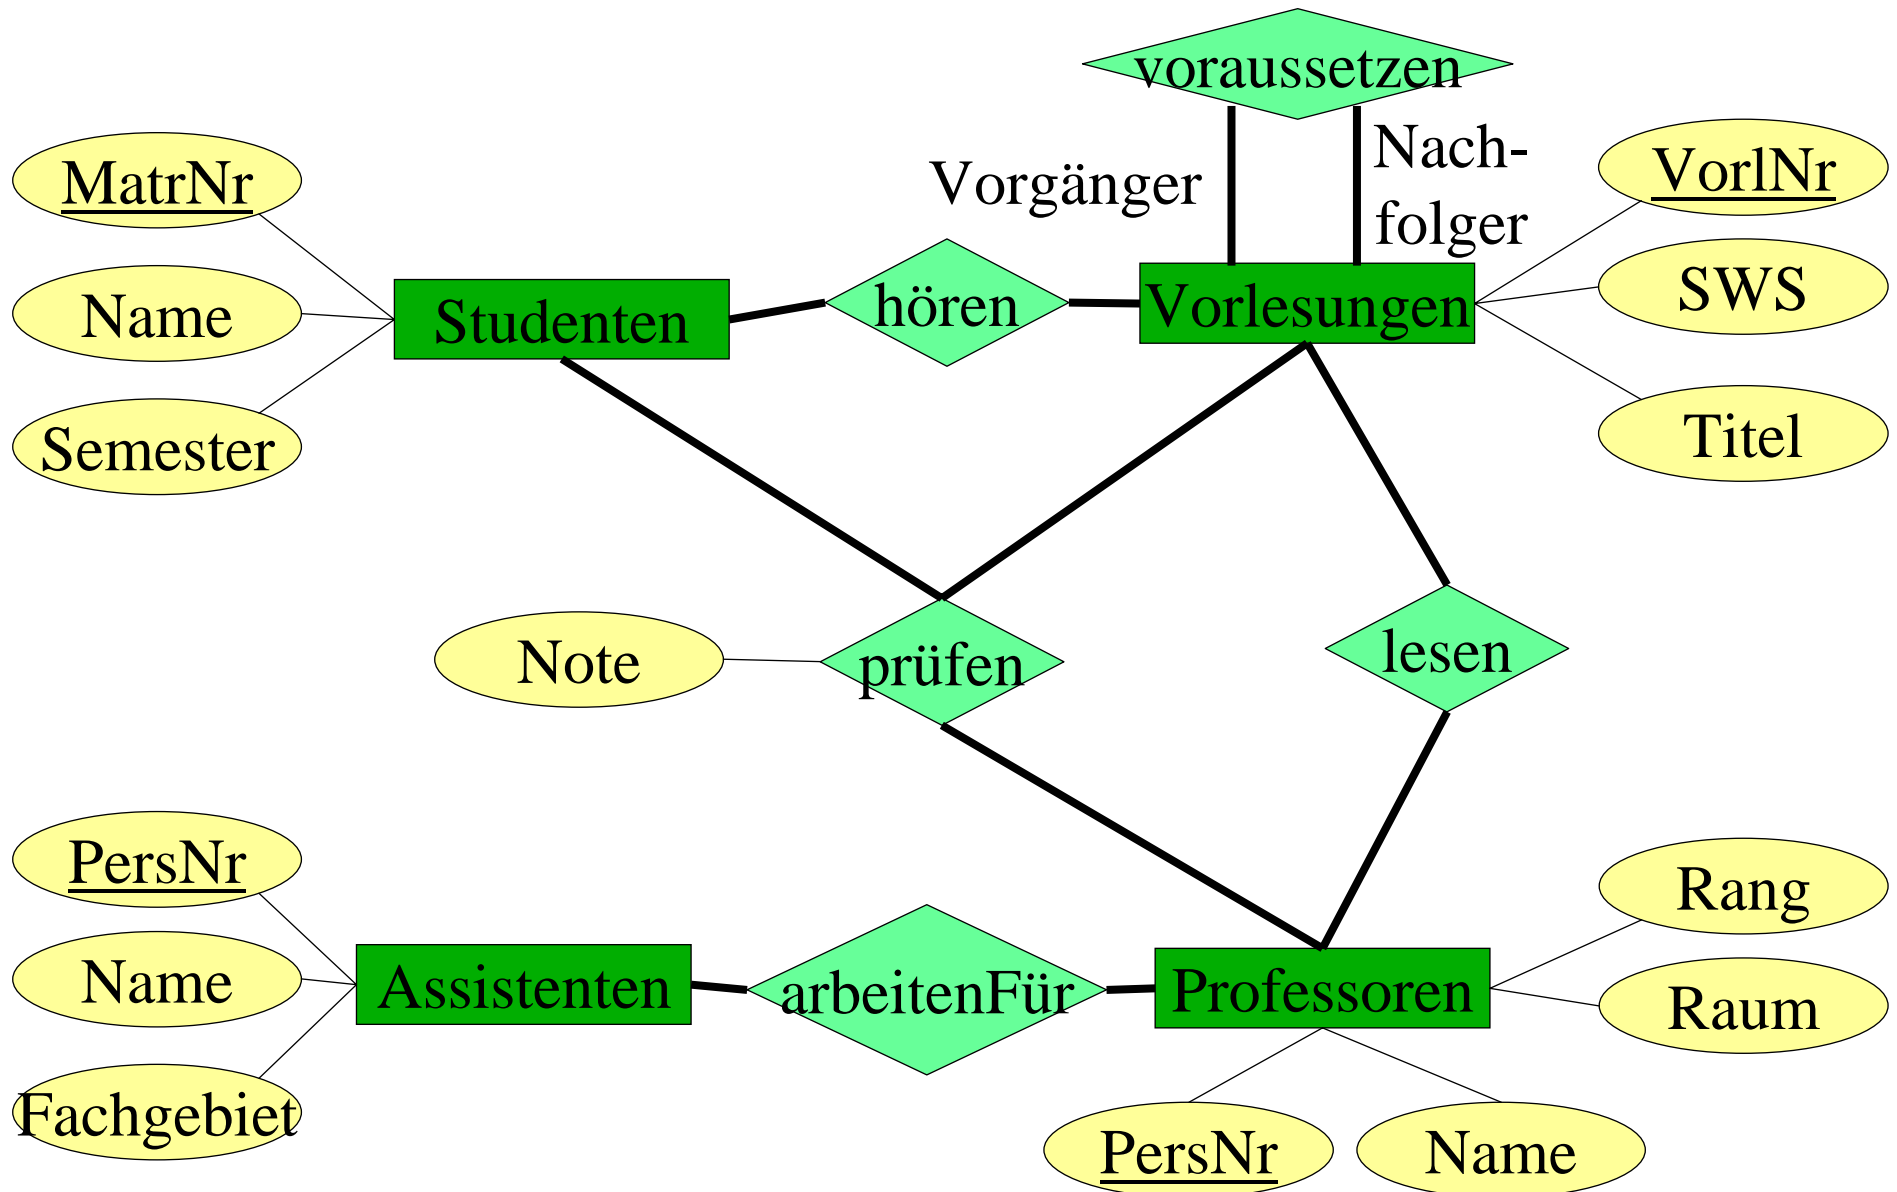 voraussetzen
Nach-
folger
Vorgänger
MatrNr
VorlNr
Name
Studenten
hören
Vorlesungen
SWS
Semester
Titel
Note
prüfen
lesen
PersNr
Rang
Name
Assistenten
arbeitenFür
Professoren
Raum
Fachgebiet
PersNr
Name